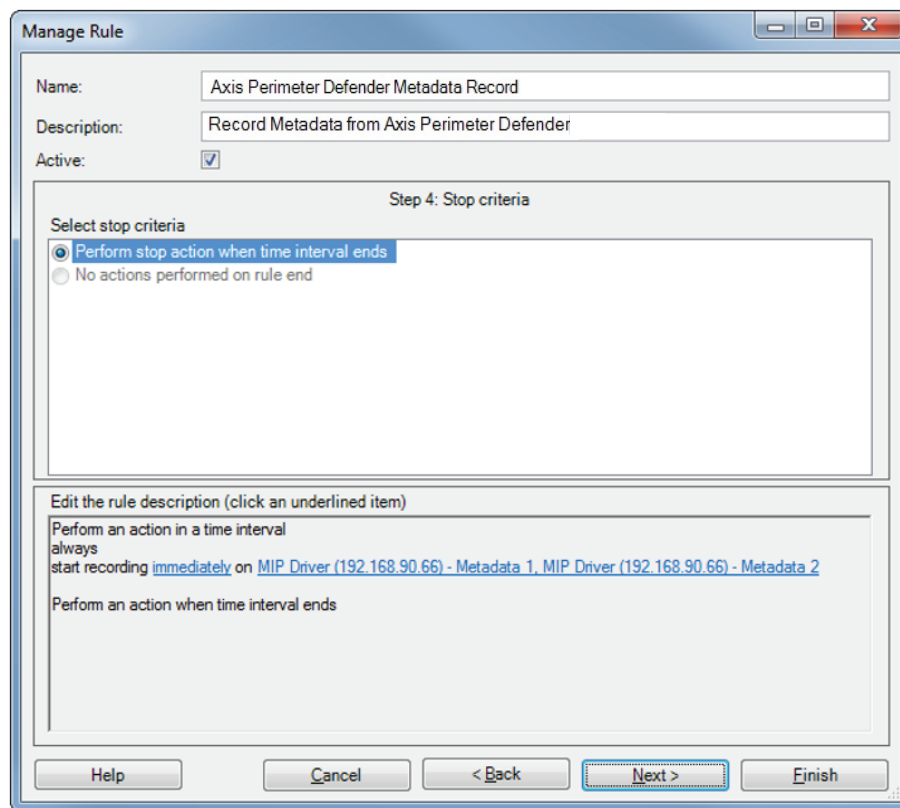 Manage Rule
Name:
Axis Perimeter Defender Metadata Record
Description:
Record Metadata from Axis Perimeter Defender
Active:
Step 4: Stop criteria
Select stop criteria
Perform stop action when time interval ends
No actions performed on rule end
Edit the rule description (click an underlined item)
Perform an action in a time interval
always
start recording immediately on MIP Driver (192.168.90.66) - Metadata 1, MIP Driver (192.168.90.66) - Metadata 2
Perform an action when time interval ends
Help
Cancel
< Back
Next >
Finish